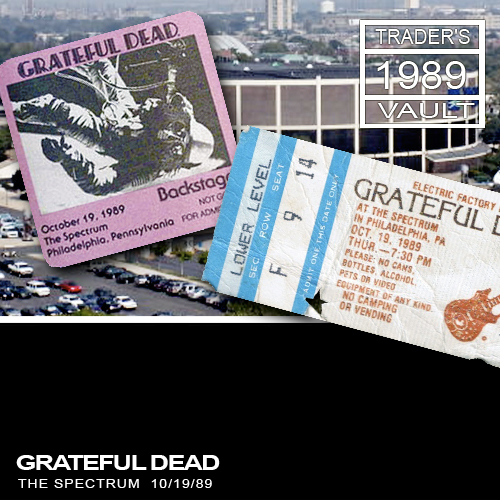 TRADER'S
1989
VAULT
GRATEFUL DEAD
Backstage
NOT
FOR ADM
October 19, 1989
The Spectrum
Philadelphia, Pennsylvania
LOWER LEVEL
SEC. ROW SEAT
F 9 14
ADMIT ONE THIS DATE ONLY
ELECTRIC FACTORY
GRATEFUL D
AT THE SPECTRUM
IN PHILADELPHIA, PA
OCT. 19, 1989
THUR.—7:30 PM
PLEASE: NO CANS,
BOTTLES, ALCOHOL,
PETS OR VIDEO
EQUIPMENT OF ANY KIND.
NO CAMPING
OR VENDING
GRATEFUL DEAD
THE SPECTRUM 10/19/89